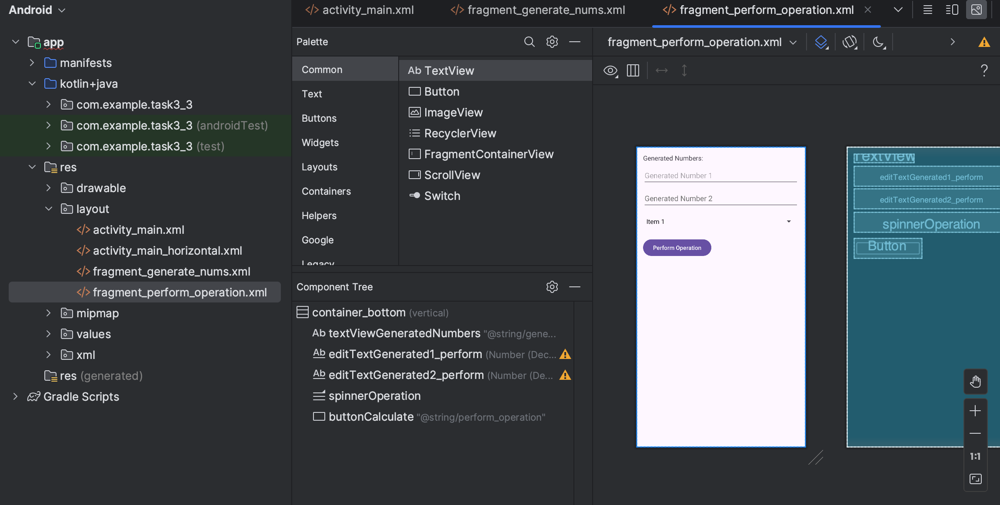 Android
app
manifests
kotlin+java
com.example.task3_3
com.example.task3_3 (androidTest)
com.example.task3_3 (test)
res
drawable
layout
activity_main.xml
activity_main_horizontal.xml
fragment_generate_nums.xml
fragment_perform_operation.xml
mipmap
values
xml
res (generated)
Gradle Scripts
activity_main.xml
fragment_generate_nums.xml
fragment_perform_operation.xml
Palette
Common
Text
Buttons
Widgets
Layouts
Containers
Helpers
Google
Legacy
Ab TextView
Button
ImageView
RecyclerView
FragmentContainerView
ScrollView
Switch
Component Tree
container_bottom (vertical)
Ab textViewGeneratedNumbers "@string/gene...
Ab editTextGenerated1_perform (Number (Dec...
Ab editTextGenerated2_perform (Number (De...
spinnerOperation
buttonCalculate "@string/perform_operation"
fragment_perform_operation.xml
?
Generated Numbers:
Generated Number 1
Generated Number 2
Item 1
Perform Operation
TextView
editTextGenerated1_perform
editTextGenerated2_perform
spinnerOperation
Button
1:1